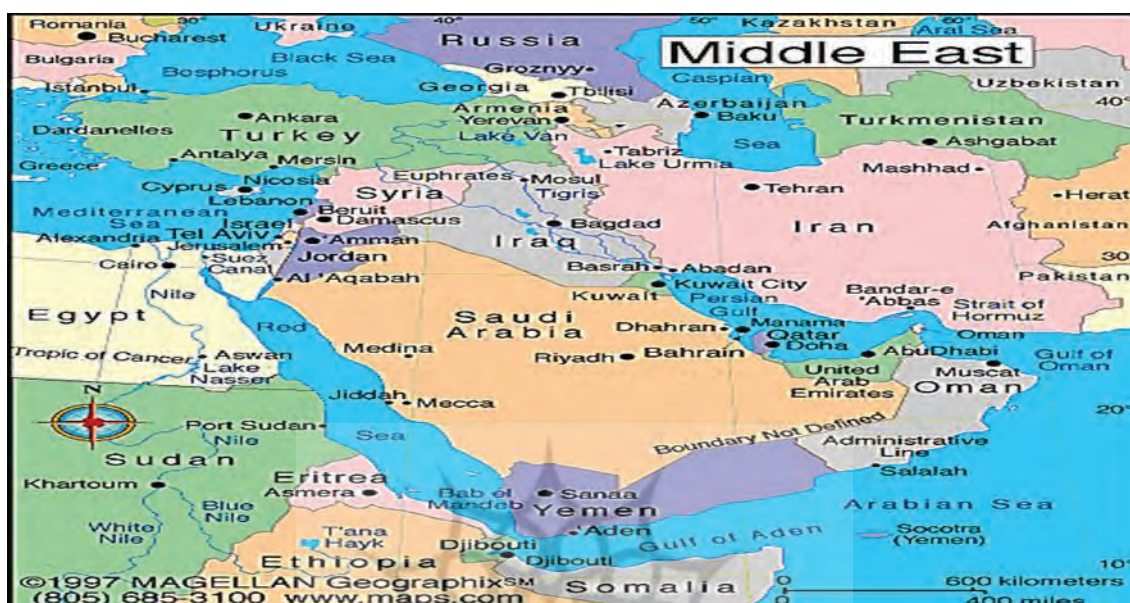 Middle East
Romania
Bucharest
Bulgaria
Istanbul
Bosphorus
Ukraine
Black Sea
Russia
Groznyy
Georgia
Tb'ilisi
Kazakhstan
Aral Sea
Caspian
Sea
Uzbekistan
30°
40°
50°
60°
40°
Dardanelles
Greece
Ankara
Turkey
Antalya
Mersin
Armenia
Yerevan
Lake Van
Azerbaijan
Baku
Turkmenistan
Ashgabat
Tabriz
Lake Urmia
Mashhad
Tehran
Iran
Herat
Afghanistan
30°
Pakistan
Nicosia
Cyprus
Lebanon
Beruit
Syria
Damascus
Euphrates
Mosul
Tigris
Bagdad
Iraq
Mediterranean
Sea
Israel
Tel Aviv
Jerusalem
Amman
Jordan
Al 'Aqabah
Alexandria
Cairo
Suez
Canal
Nile
Egypt
Basrah
Abadan
Kuwait
Kuwait City
Persian
Gulf
Bandar-e
Abbas
Strait of
Hormuz
Oman
Saudi
Arabia
Dhahran
Manama
Qatar
Doha
Bahrain
Riyadh
Medina
Red
Sea
Abu Dhabi
United
Arab
Emirates
Gulf of
Oman
Muscat
Oman
Tropic of Cancer
Aswan
Lake
Nasser
N
Jiddah
Mecca
20°
Boundary Not Defined
Administrative
Line
Salalah
Port Sudan
Nile
Sudan
Khartoum
Blue
Nile
White
Nile
Eritrea
Asmera
Bab el
Mandeb
Sanaa
Yemen
'Aden
Arabian Sea
Gulf of Aden
Socotra
(Yemen)
T'ana
Hayk
Ethiopia
Djibouti
Djibouti
Somalia
10°
0
600 kilometers
0
400 miles
©1997 MAGELLAN Geographix℠
(805) 685-3100 www.maps.com